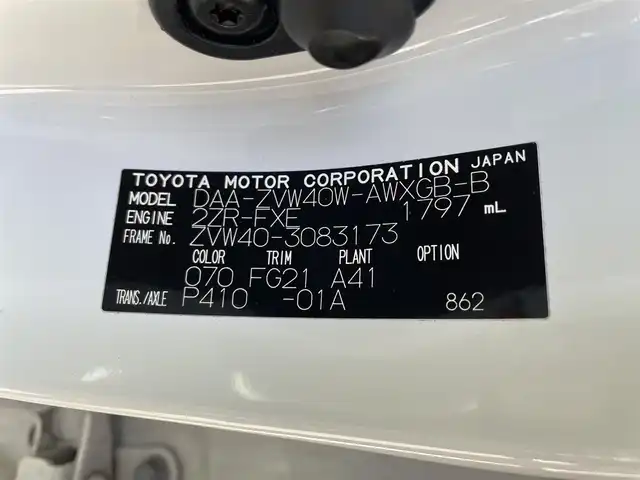 TOYOTA MOTOR CORPORATION JAPAN
MODEL DAA-ZVW40W-AWXGB-B
ENGINE 2ZR-FXE 1797 mL
FRAME No. ZVW40-3083173
COLOR TRIM PLANT OPTION
070 FG21 A41
TRANS./AXLE P410 -01A 862